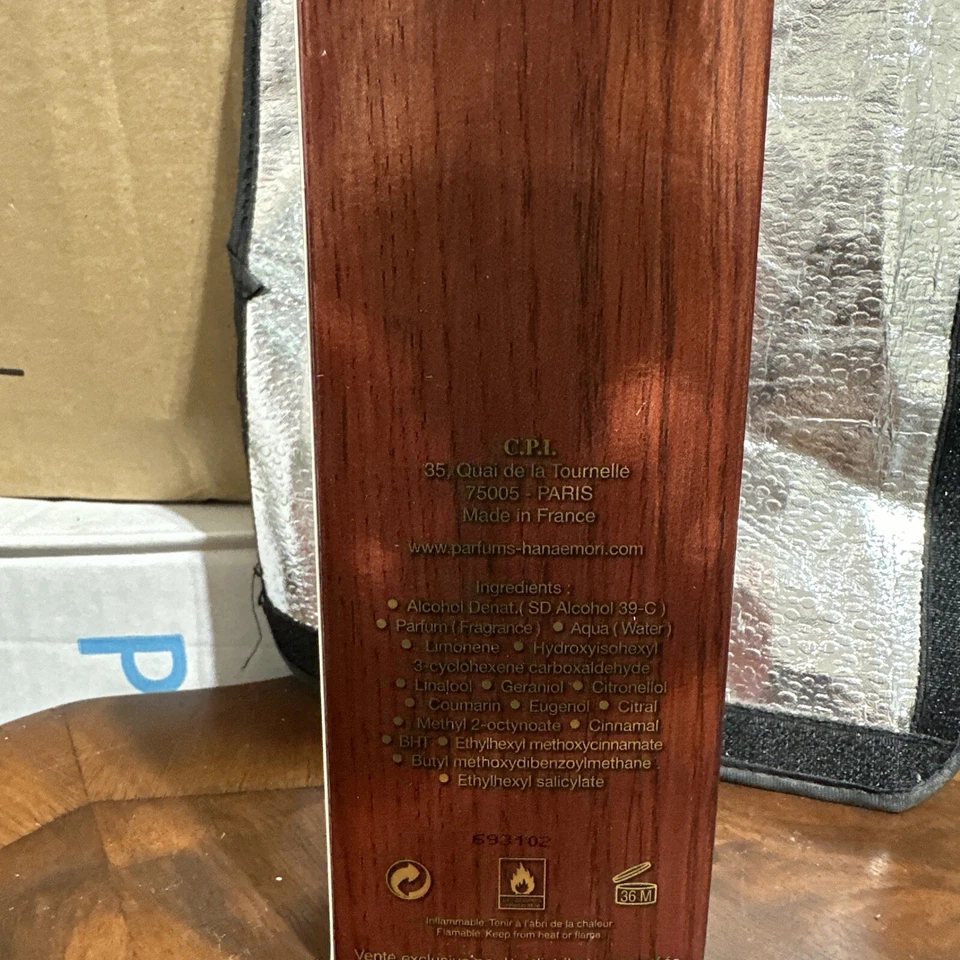 C.P.I.
35, Quai de la Tournelle
75005 - PARIS
Made in France
www.parfums-hanaemori.com
Ingredients :
• Alcohol Denat.( SD Alcohol 39-C )
• Parfum ( Fragrance ) • Aqua ( Water )
• Limonene • Hydroxyisohexyl
3-cyclohexene carboxaldehyde
• Linalool • Geraniol • Citronellol
• Coumarin • Eugenol • Citral
• Methyl 2-octynoate • Cinnamal
• BHT • Ethylhexyl methoxycinnamate
• Butyl methoxydibenzoylmethane
• Ethylhexyl salicylate
693102
36 M
Inflammable. Tenir à l'abri de la chaleur.
Flamable. Keep from heat or flame.
Vente
P